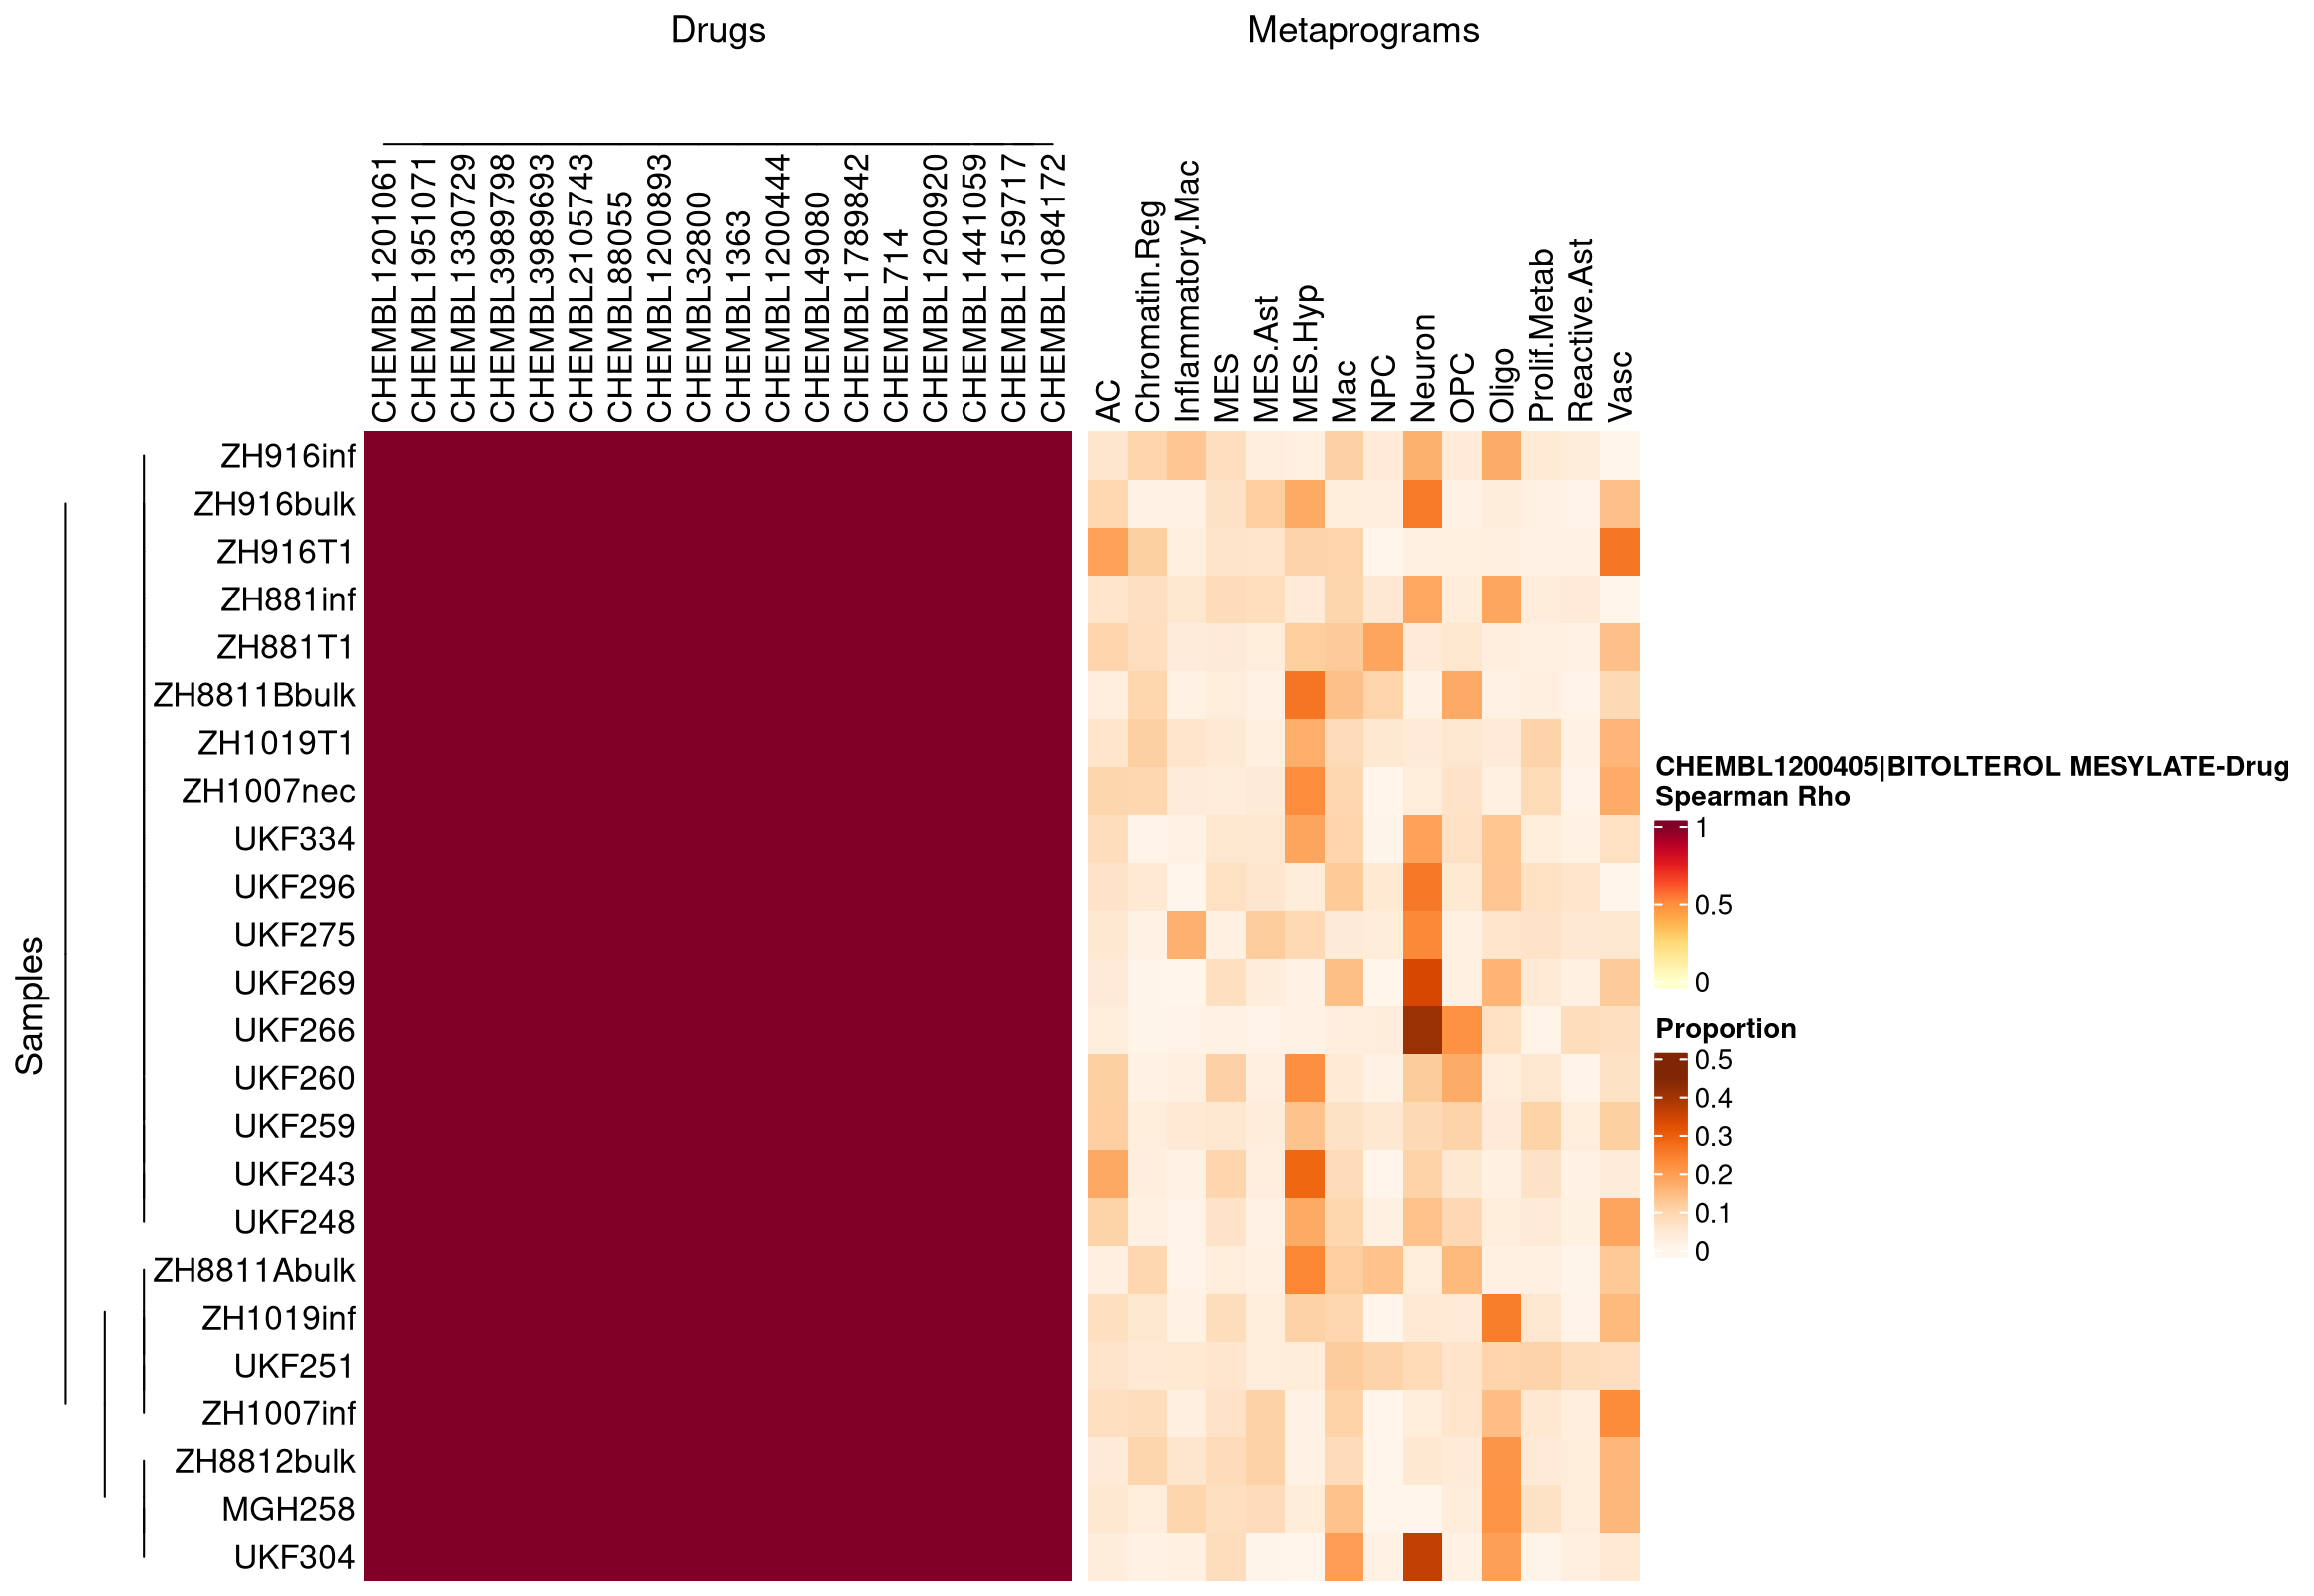 Drugs
Metaprograms
CHEMBL1201061
CHEMBL1951071
CHEMBL13307729
CHEMBL3989798
CHEMBL3989693
CHEMBL2105743
CHEMBL88055
CHEMBL1200893
CHEMBL32800
CHEMBL1363
CHEMBL1200444
CHEMBL49080
CHEMBL1789842
CHEMBL714
CHEMBL1200920
CHEMBL1441059
CHEMBL11597717
CHEMBL10841172
AC
Chromatin.Reg
Inflammatory.Mac
MES
MES.Ast
MES.Hyp
Mac
NPC
Neuron
OPC
Oligo
Prolif.Metab
Reactive.Ast
Vasc
Samples
ZH916inf
ZH916bulk
ZH916T1
ZH881inf
ZH881T1
ZH8811Bbulk
ZH1019T1
ZH1007nec
UKF334
UKF296
UKF275
UKF269
UKF266
UKF260
UKF259
UKF243
UKF248
ZH8811Abulk
ZH1019inf
UKF251
ZH1007inf
ZH8812bulk
MGH258
UKF304
CHEMBL1200405|BITOLTEROL MESYLATE-Drug
Spearman Rho
1
0.5
0
Proportion
0.5
0.4
0.3
0.2
0.1
0